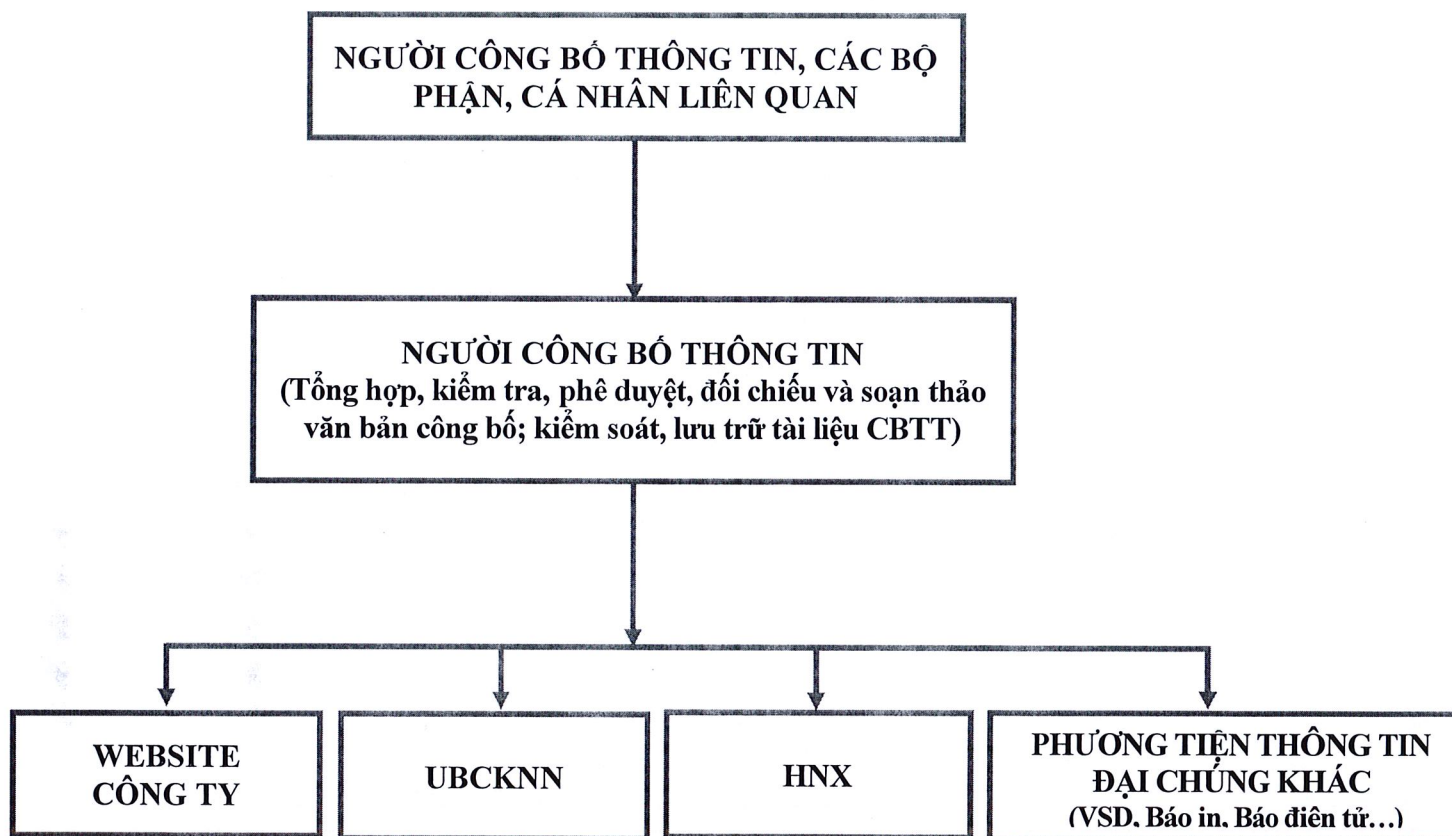 NGƯỜI CÔNG BỐ THÔNG TIN, CÁC BỘ
PHẬN, CÁ NHÂN LIÊN QUAN
NGƯỜI CÔNG BỐ THÔNG TIN
(Tổng hợp, kiểm tra, phê duyệt, đối chiếu và soạn thảo
văn bản công bố; kiểm soát, lưu trữ tài liệu CBTT)
WEBSITE
CÔNG TY
UBCKNN
HNX
PHƯƠNG TIỆN THÔNG TIN
ĐẠI CHÚNG KHÁC
(VSD, Báo in, Báo điện tử...)